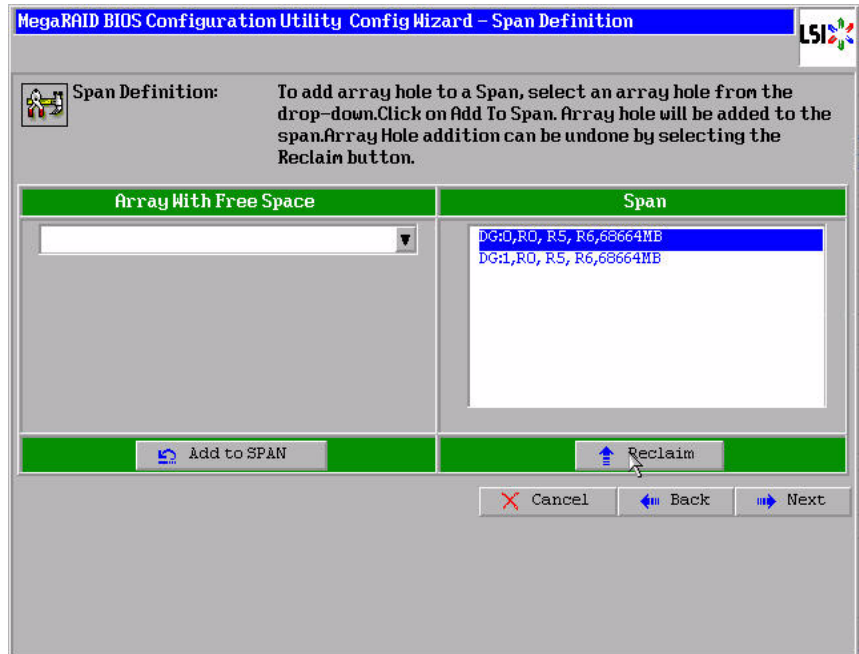 MegaRAID BIOS Configuration Utility Config Wizard – Span Definition
LSI
Span Definition:
To add array hole to a Span, select an array hole from the
drop-down.Click on Add To Span. Array hole will be added to the
span.Array Hole addition can be undone by selecting the
Reclaim button.
Array With Free Space
Span
DG:0,R0, R5, R6,68664MB
DG:1,R0, R5, R6,68664MB
Add to SPAN
Reclaim
Cancel
Back
Next